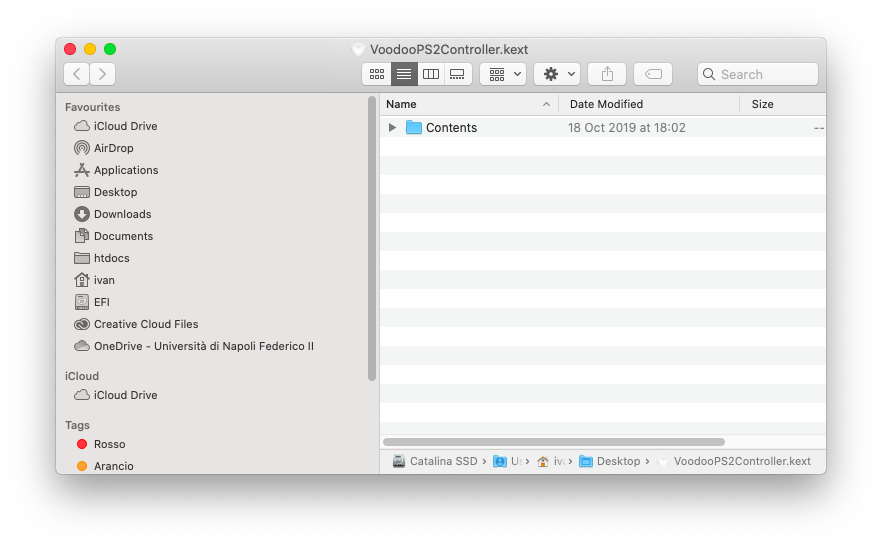 VoodooPS2Controller.kext
Search
Favourites
iCloud Drive
AirDrop
Applications
Desktop
Downloads
Documents
htdocs
ivan
EFI
Creative Cloud Files
OneDrive - Università di Napoli Federico II
iCloud
iCloud Drive
Tags
Rosso
Arancio
Name Date Modified Size
Contents 18 Oct 2019 at 18:02 --
Catalina SSD › › › Desktop › VoodooPS2Controller.kext